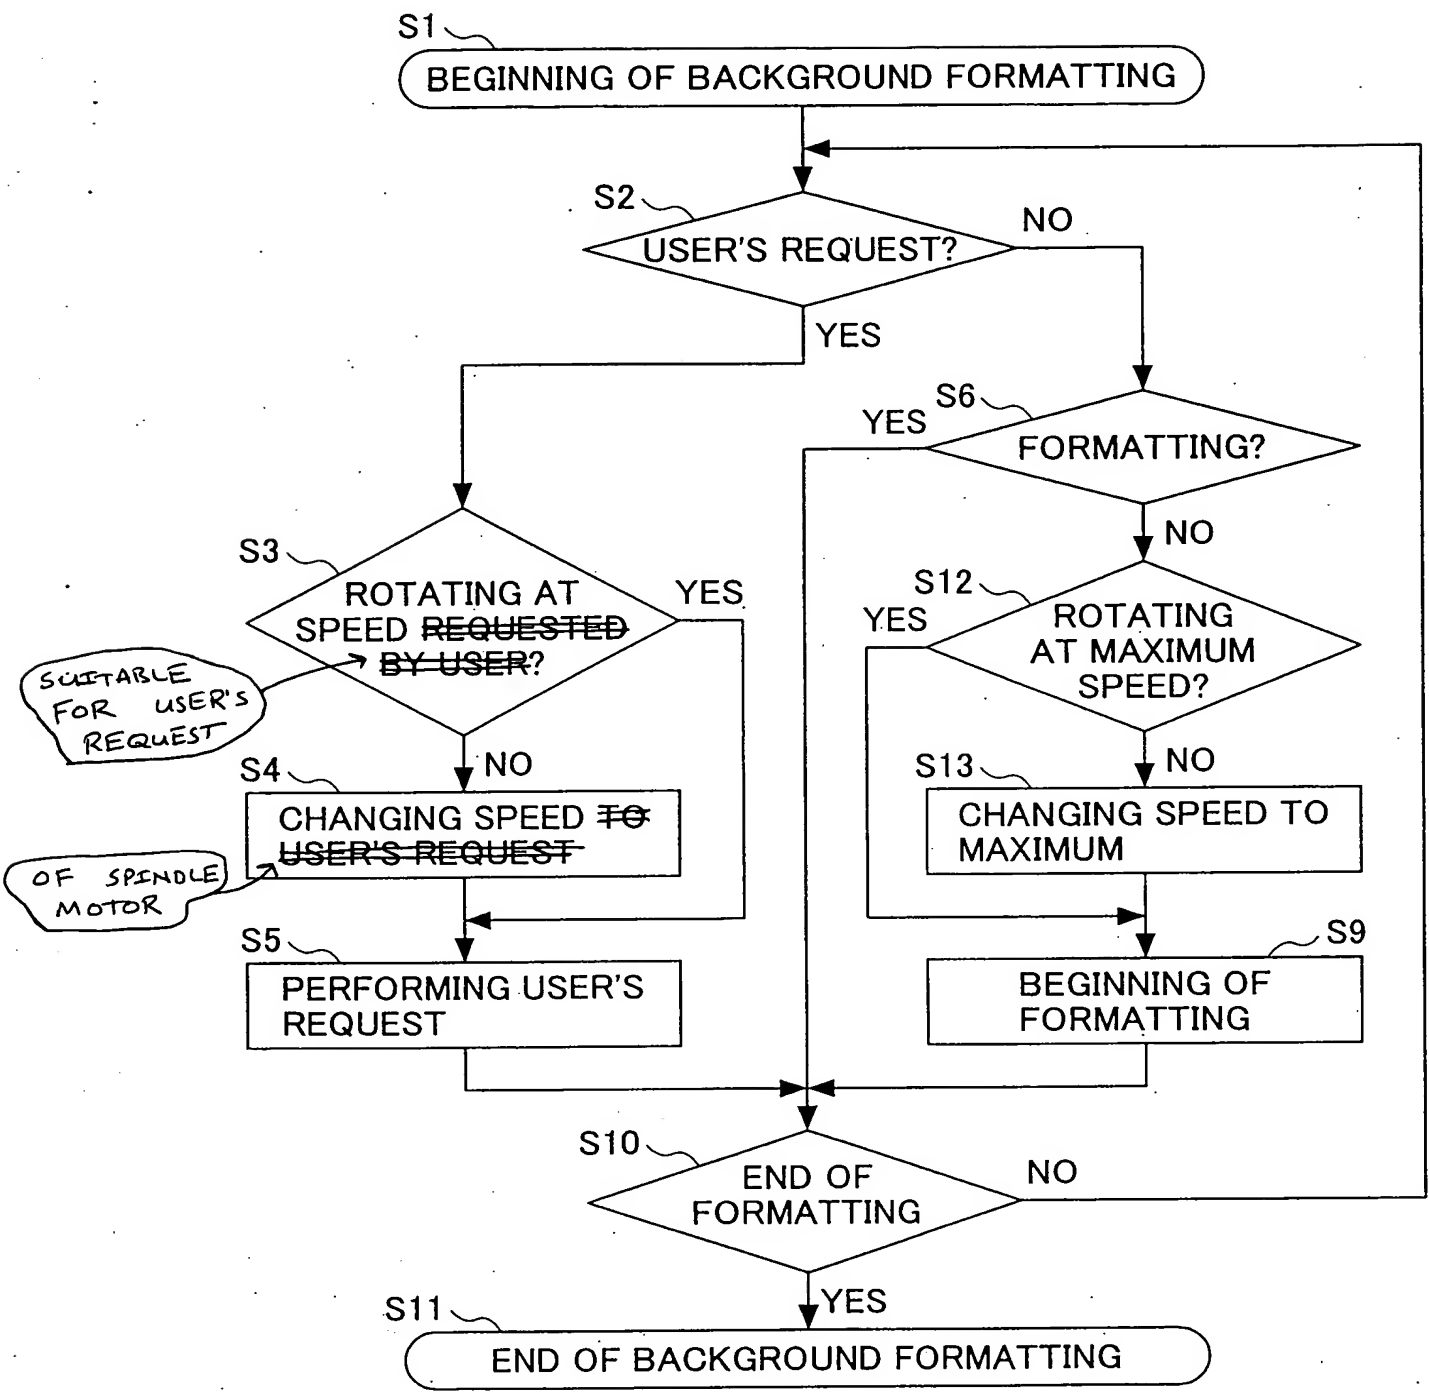 S1
BEGINNING OF BACKGROUND FORMATTING
S2
USER'S REQUEST?
NO
YES
S6
YES
FORMATTING?
NO
S3
ROTATING AT
SPEED REQUESTED
BY USER?
YES
SUITABLE
FOR USER'S
REQUEST
NO
S12
YES
ROTATING
AT MAXIMUM
SPEED?
NO
S4
CHANGING SPEED TO
USER'S REQUEST
OF SPINDLE
MOTOR
S13
CHANGING SPEED TO
MAXIMUM
S5
PERFORMING USER'S
REQUEST
S9
BEGINNING OF
FORMATTING
S10
END OF
FORMATTING
NO
YES
S11
END OF BACKGROUND FORMATTING